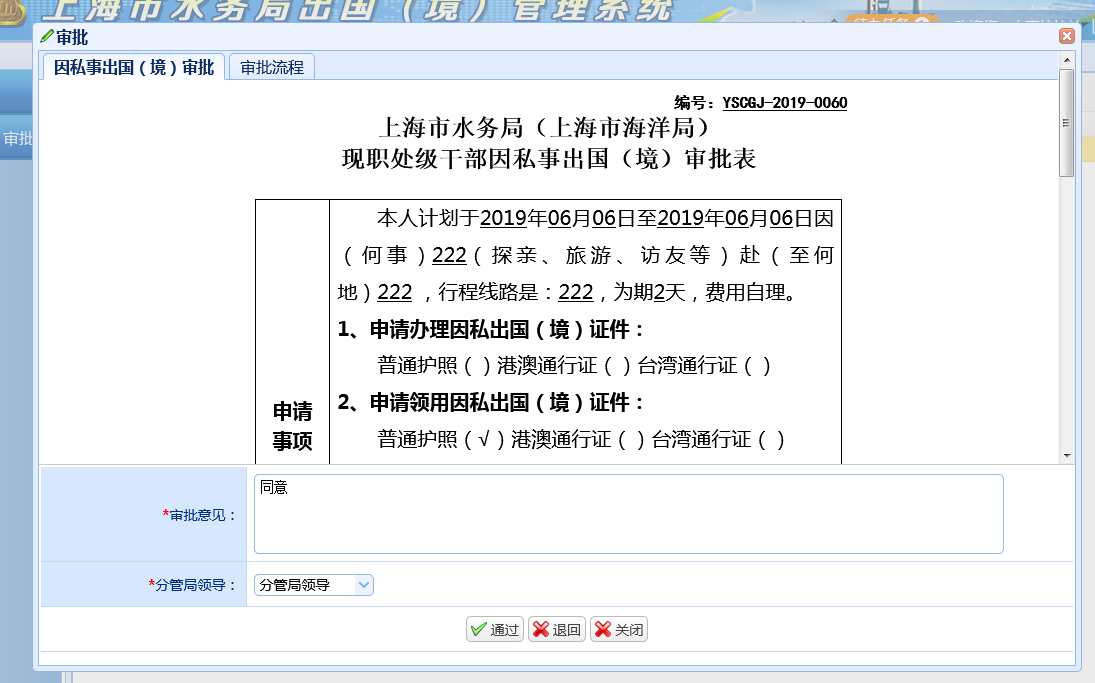 上海市水务局出国（境）管理系统
待办任务
审批
因私事出国（境）审批 审批流程
审批
编号：YSCGJ-2019-0060
上海市水务局（上海市海洋局）
现职处级干部因私事出国（境）审批表
本人计划于2019年06月06日至2019年06月06日因
（何事）222（探亲、旅游、访友等）赴（至何
地）222 ，行程线路是：222，为期2天，费用自理。
1、申请办理因私出国（境）证件：
普通护照（ ）港澳通行证（ ）台湾通行证（ ）
2、申请领用因私出国（境）证件：
普通护照（√ ）港澳通行证（ ）台湾通行证（ ）
申请
事项
*审批意见：
同意
*分管局领导：
分管局领导
通过 退回 关闭